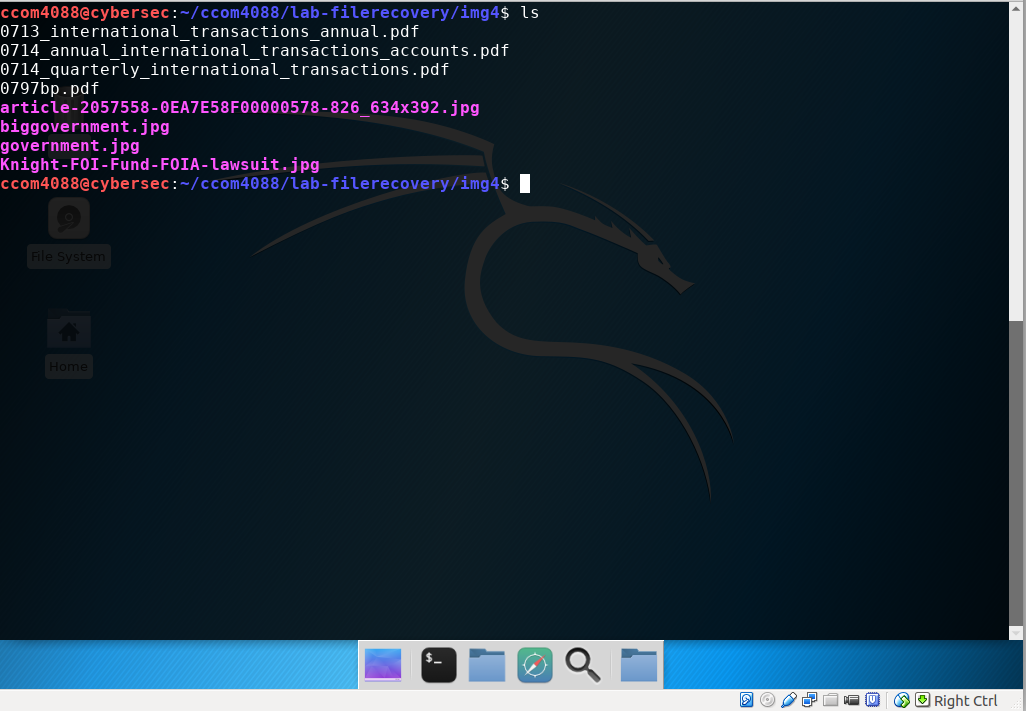 ccom4088@cybersec:~/ccom4088/lab-filerecovery/img4$ ls
0713_international_transactions_annual.pdf
0714_annual_international_transactions_accounts.pdf
0714_quarterly_international_transactions.pdf
0797bp.pdf
article-2057558-0EA7E58F00000578-826_634x392.jpg
biggovernment.jpg
government.jpg
Knight-FOI-Fund-FOIA-lawsuit.jpg
ccom4088@cybersec:~/ccom4088/lab-filerecovery/img4$
File System
Home
$_
Right Ctrl